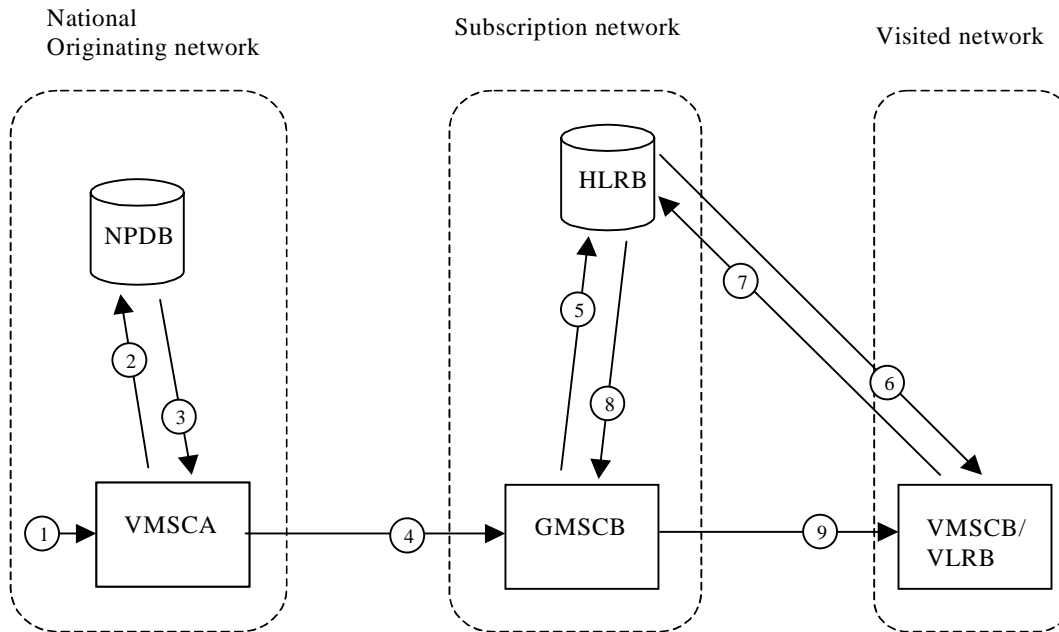 National
Originating network
Subscription network
Visited network
NPDB
HLRB
2
3
5
8
7
6
1
VMSCA
4
GMSCB
9
VMSCB/
VLRB